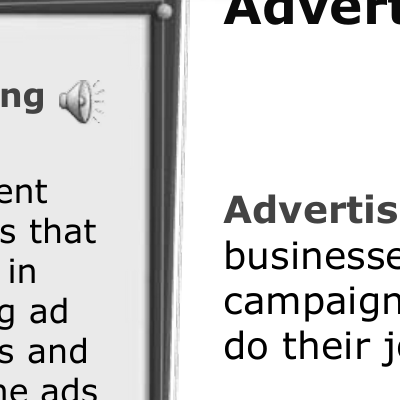 ng
ent
s that
in
g ad
s and
ne ads
Advert
Advertis
businesse
campaign
do their j